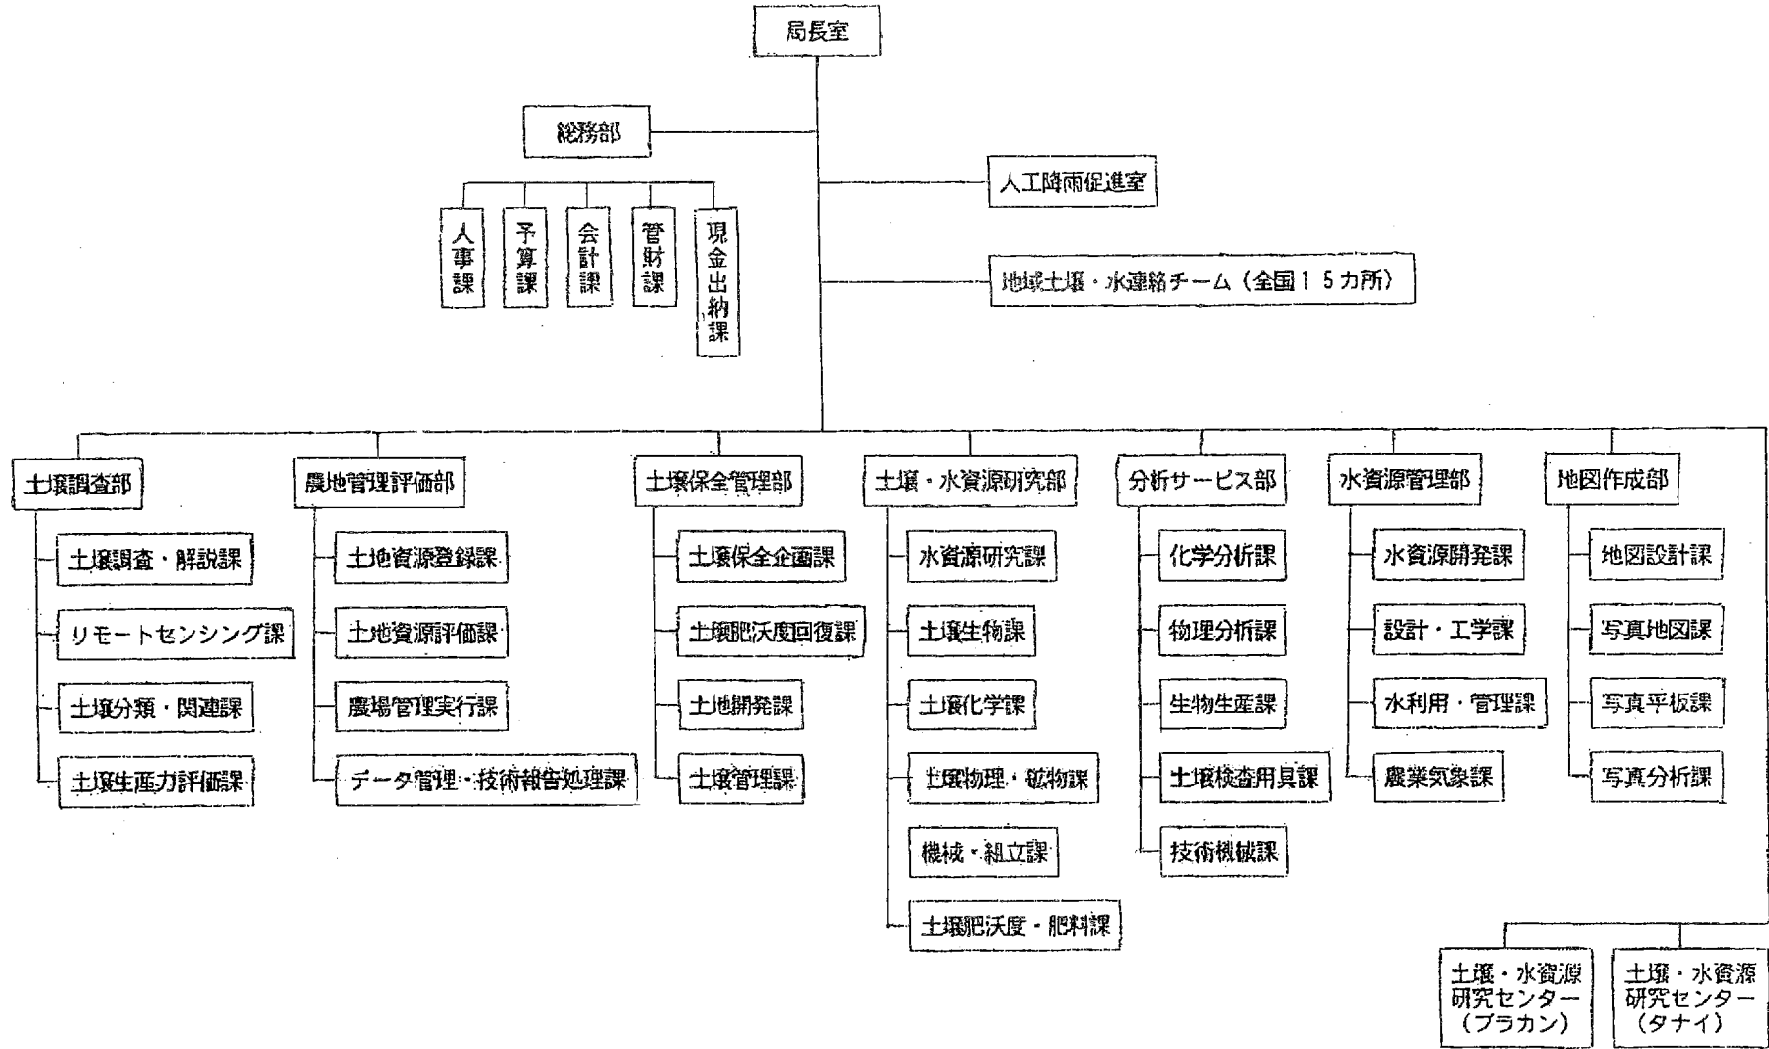 局長室
総務部
人工降雨促進室
人事課
予算課
会計課
管財課
現金出納課
地域土壌・水連絡チーム（全国１５カ所）
土壌調査部
土壌調査・解説課
リモートセンシング課
土壌分類・関連課
土壌生産力評価課
農地管理評価部
土地資源登録課
土地資源評価課
農場管理実行課
データ管理・技術報告処理課
土壌保全管理部
土壌保全企画課
土壌肥沃度回復課
土地開発課
土壌管理課
土壌・水資源研究部
水資源研究課
土壌生物課
土壌化学課
土壌物理・鉱物課
機械・組立課
土壌肥沃度・肥料課
分析サービス部
化学分析課
物理分析課
生物生産課
土壌検査用具課
技術機械課
水資源管理部
水資源開発課
設計・工学課
水利用・管理課
農業気象課
地図作成部
地図設計課
写真地図課
写真平板課
写真分析課
土壌・水資源
研究センター
（ブラカン）
土壌・水資源
研究センター
（タナイ）